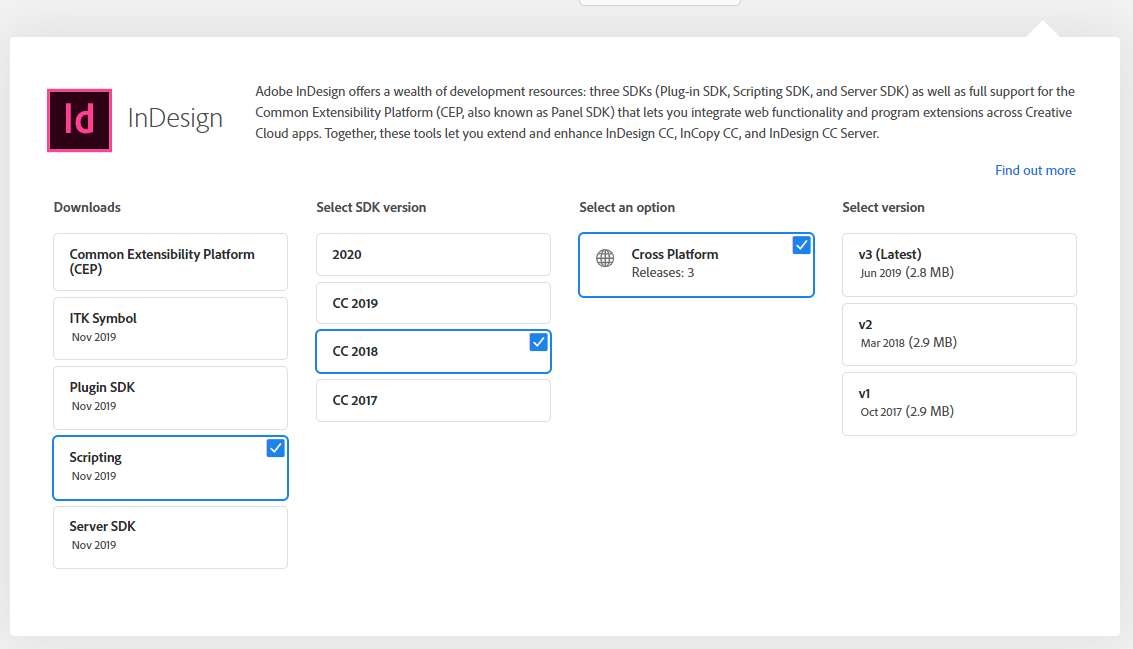 Id
InDesign
Adobe InDesign offers a wealth of development resources: three SDKs (Plug-in SDK, Scripting SDK, and Server SDK) as well as full support for the
Common Extensibility Platform (CEP, also known as Panel SDK) that lets you integrate web functionality and program extensions across Creative
Cloud apps. Together, these tools let you extend and enhance InDesign CC, InCopy CC, and InDesign CC Server.
Find out more
Downloads
Common Extensibility Platform
(CEP)
ITK Symbol
Nov 2019
Plugin SDK
Nov 2019
Scripting
Nov 2019
Server SDK
Nov 2019
Select SDK version
2020
CC 2019
CC 2018
CC 2017
Select an option
Cross Platform
Releases: 3
Select version
v3 (Latest)
Jun 2019 (2.8 MB)
v2
Mar 2018 (2.9 MB)
v1
Oct 2017 (2.9 MB)